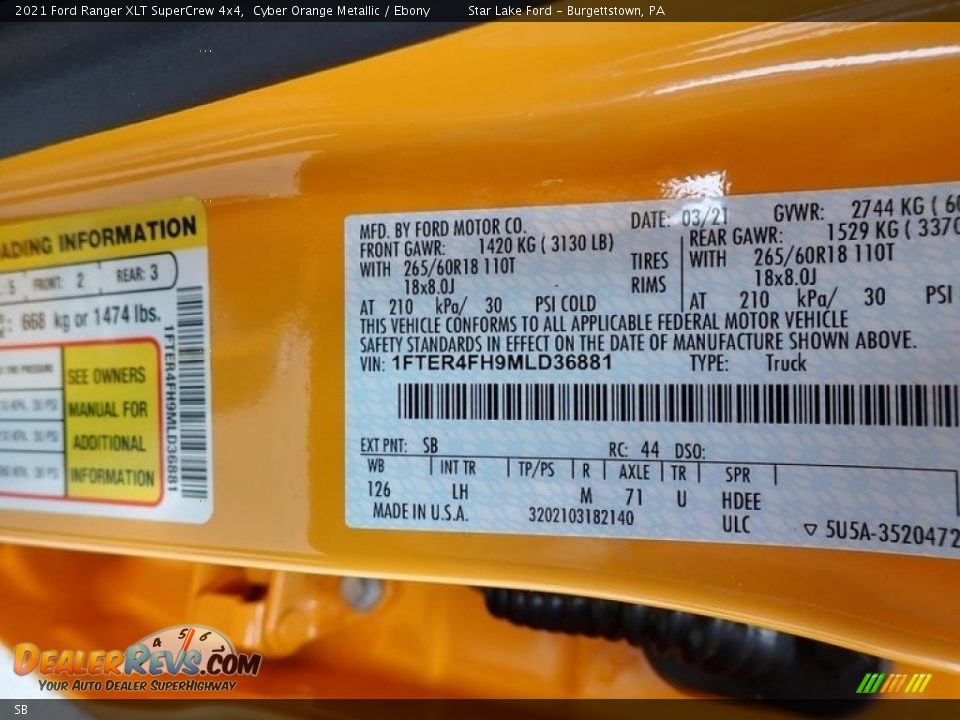 2021 Ford Ranger XLT SuperCrew 4x4, Cyber Orange Metallic / Ebony Star Lake Ford - Burgettstown, PA
ADING INFORMATION
5 FRONT: 2 REAR: 3
668 kg or 1474 lbs.
SEE OWNERS
MANUAL FOR
ADDITIONAL
INFORMATION
1FTER4FH9MLD36881
MFD. BY FORD MOTOR CO. DATE: 03/21 GVWR: 2744 KG ( 60
FRONT GAWR: 1420 KG ( 3130 LB) REAR GAWR: 1529 KG ( 3370
WITH 265/60R18 110T TIRES WITH 265/60R18 110T
18x8.0J RIMS 18x8.0J
AT 210 kPa/ 30 PSI COLD AT 210 kPa/ 30 PSI
THIS VEHICLE CONFORMS TO ALL APPLICABLE FEDERAL MOTOR VEHICLE
SAFETY STANDARDS IN EFFECT ON THE DATE OF MANUFACTURE SHOWN ABOVE.
VIN: 1FTER4FH9MLD36881 TYPE: Truck
EXT PNT: SB RC: 44 DSO:
WB INT TR TP/PS R AXLE TR SPR
126 LH M 71 U HDEE
MADE IN U.S.A. 3202103182140 ULC ▽ 5U5A-3520472
4 5 6
DEALERREVS.COM
YOUR AUTO DEALER SUPERHIGHWAY
SB